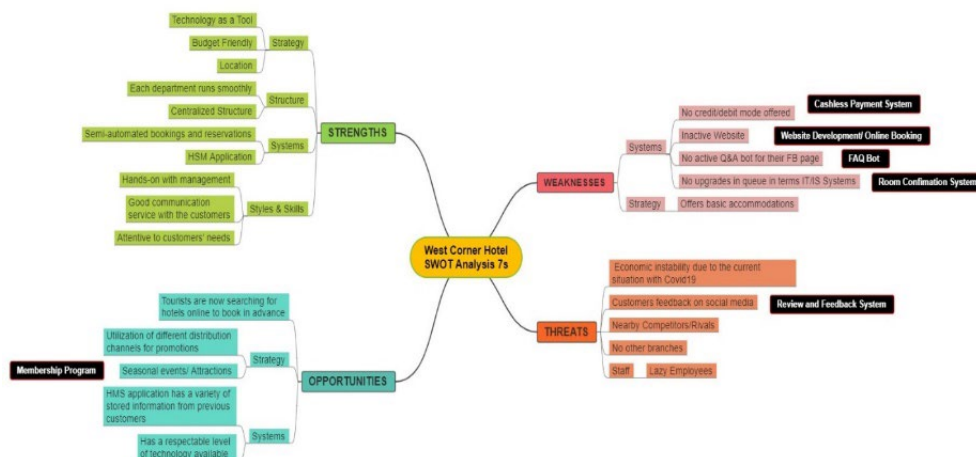 Technology as a Tool
Budget Friendly
Location
Strategy
Each department runs smoothly
Centralized Structure
Structure
Semi-automated bookings and reservations
HSM Application
Systems
Hands-on with management
Good communication
service with the customers
Attentive to customers' needs
Styles & Skills
STRENGTHS
West Corner Hotel
SWOT Analysis 7s
WEAKNESSES
Systems
No credit/debit mode offered
Cashless Payment System
Inactive Website
Website Development/ Online Booking
No active Q&A bot for their FB page
FAQ Bot
No upgrades in queue in terms IT/IS Systems
Room Confimation System
Strategy
Offers basic accommodations
THREATS
Economic instability due to the current
situation with Covid19
Customers feedback on social media
Review and Feedback System
Nearby Competitors/Rivals
No other branches
Staff
Lazy Employees
OPPORTUNITIES
Tourists are now searching for
hotels online to book in advance
Utilization of different distribution
channels for promotions
Strategy
Membership Program
Seasonal events/ Attractions
HMS application has a variety of
stored information from previous
customers
Systems
Has a respectable level
of technology available